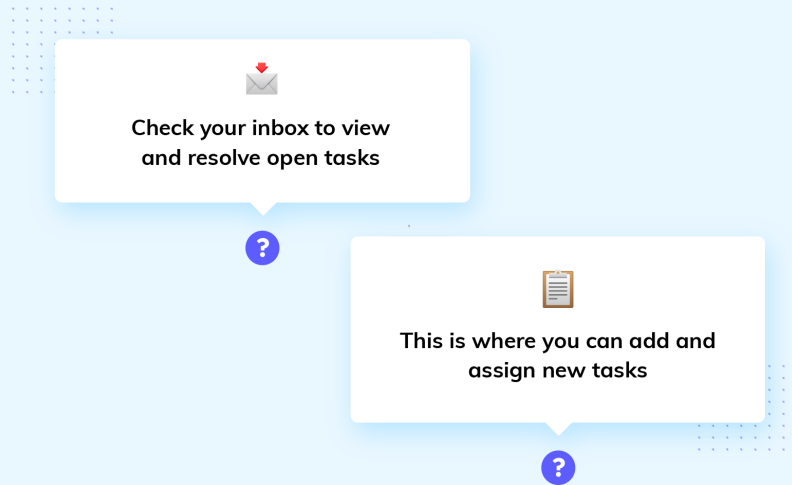 Check your inbox to view
and resolve open tasks
?
This is where you can add and
assign new tasks
?